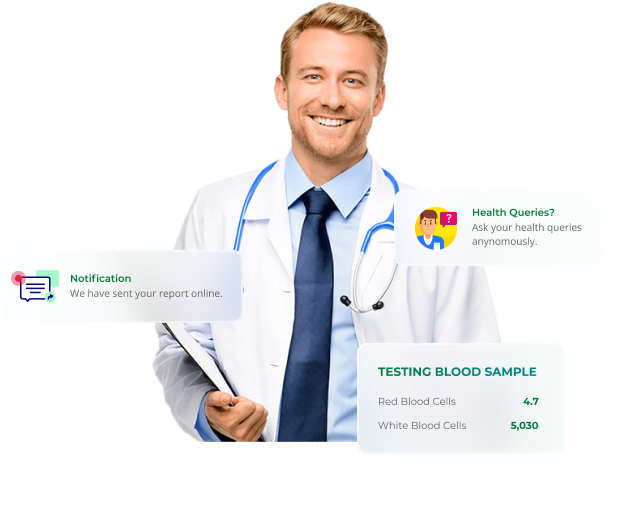 Health Queries?
Ask your health queries
anynomously.
Notification
We have sent your report online.
TESTING BLOOD SAMPLE
Red Blood Cells 4.7
White Blood Cells 5,030
?